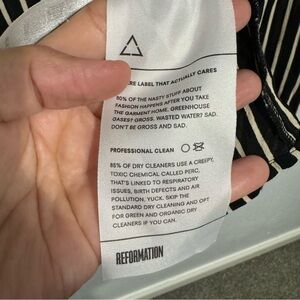 RE LABEL THAT ACTUALLY CARES
80% OF THE NASTY STUFF ABOUT
FASHION HAPPENS AFTER YOU TAKE
THE GARMENT HOME. GREENHOUSE
GASES? GROSS. WASTED WATER? SAD.
DON'T BE GROSS AND SAD.
PROFESSIONAL CLEAN
85% OF DRY CLEANERS USE A CREEPY,
TOXIC CHEMICAL CALLED PERC,
THAT'S LINKED TO RESPIRATORY
ISSUES, BIRTH DEFECTS AND AIR
POLLUTION. YUCK. SKIP THE
STANDARD DRY CLEANING AND OPT
FOR GREEN AND ORGANIC DRY
CLEANERS IF YOU CAN.
REFORMATION